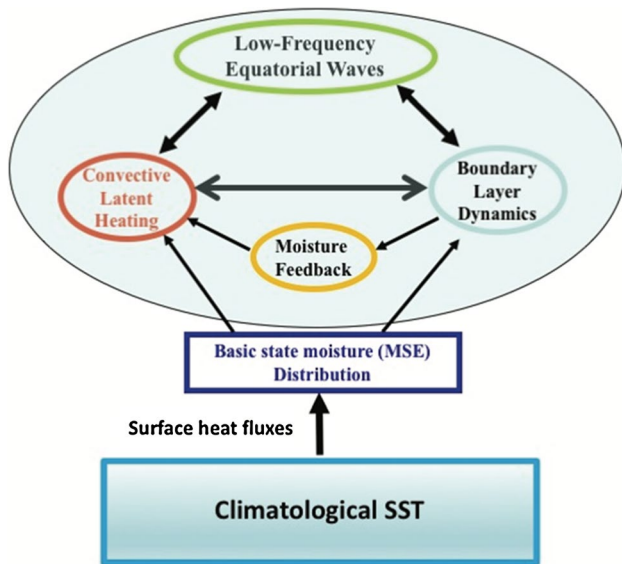 Low-Frequency
Equatorial Waves
Convective
Latent
Heating
Boundary
Layer
Dynamics
Moisture
Feedback
Basic state moisture (MSE)
Distribution
Surface heat fluxes
Climatological SST